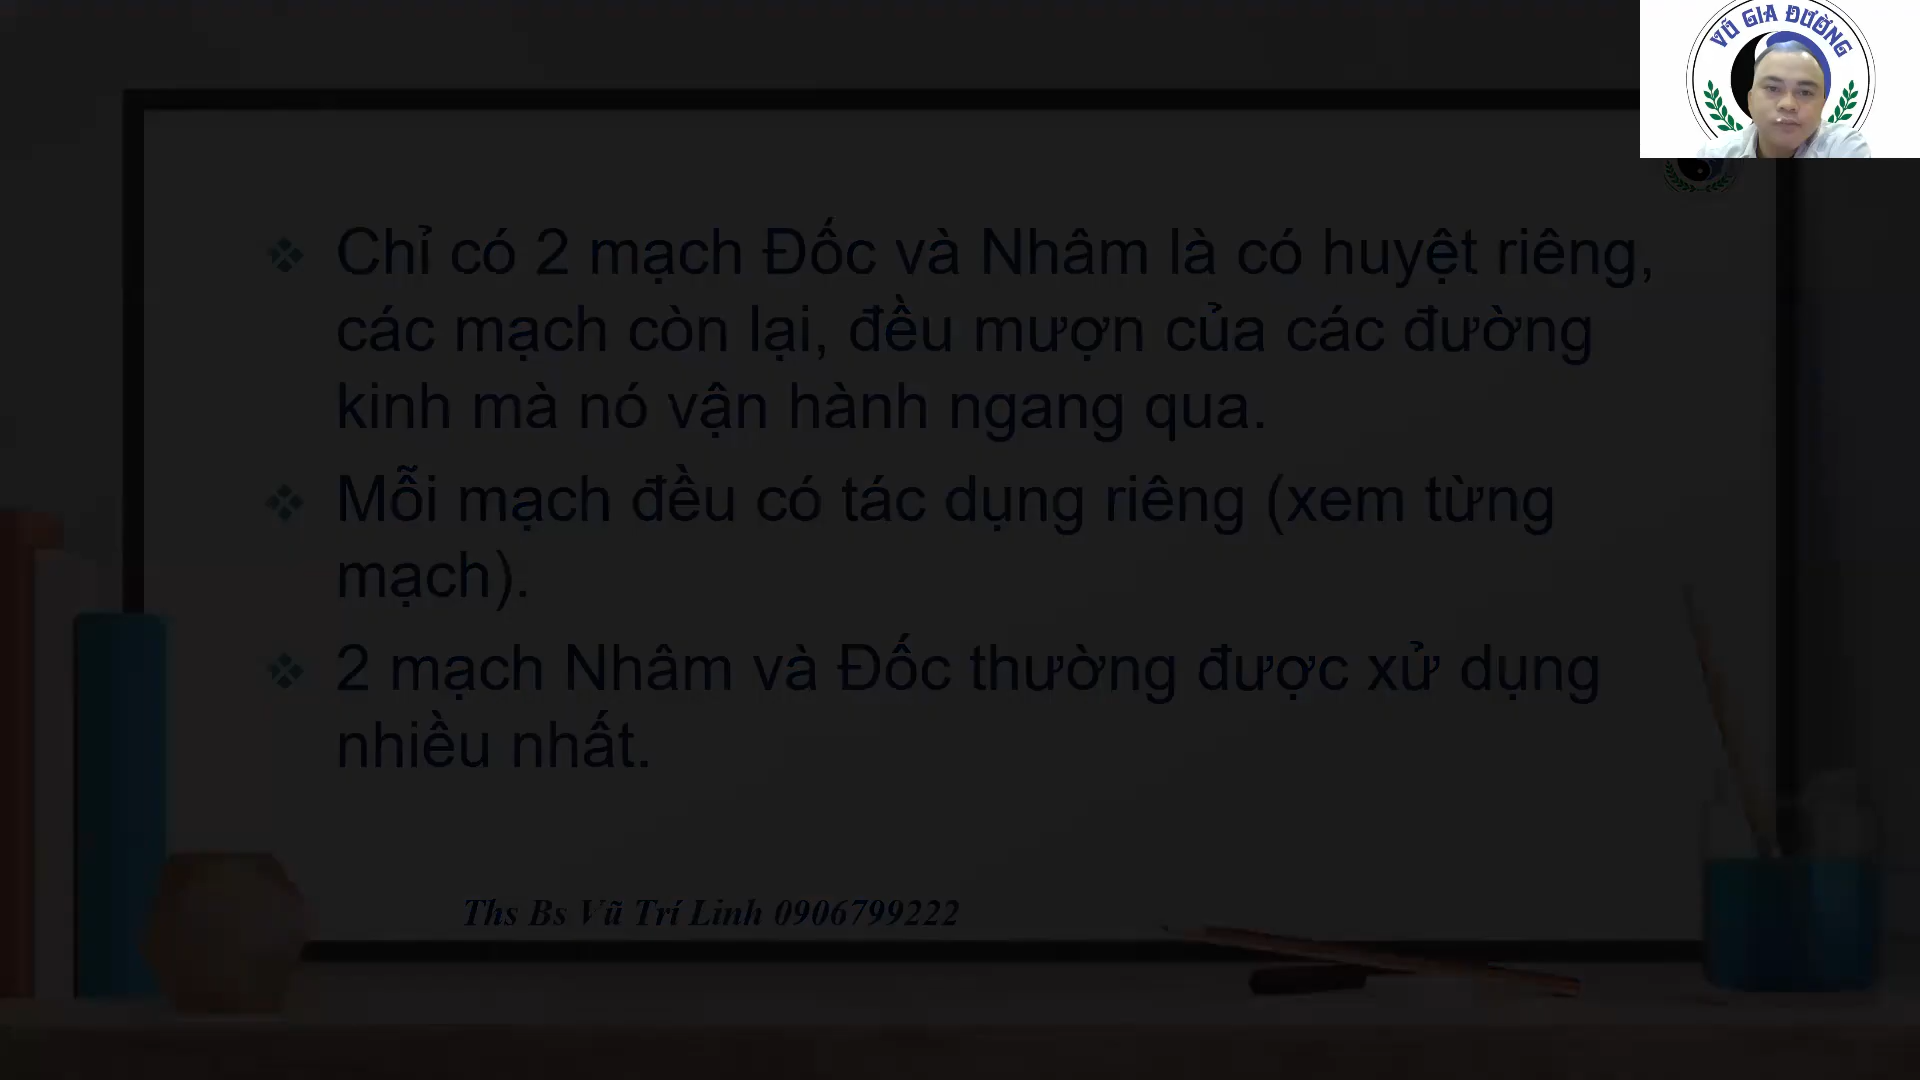 VŨ GIA ĐƯỜNG
Chỉ có 2 mạch Đốc và Nhâm là có huyệt riêng,
các mạch còn lại, đều mượn của các đường
kinh mà nó vận hành ngang qua.
Mỗi mạch đều có tác dụng riêng (xem từng
mạch).
2 mạch Nhâm và Đốc thường được xử dụng
nhiều nhất.
Ths Bs Vũ Trí Linh 0906799222